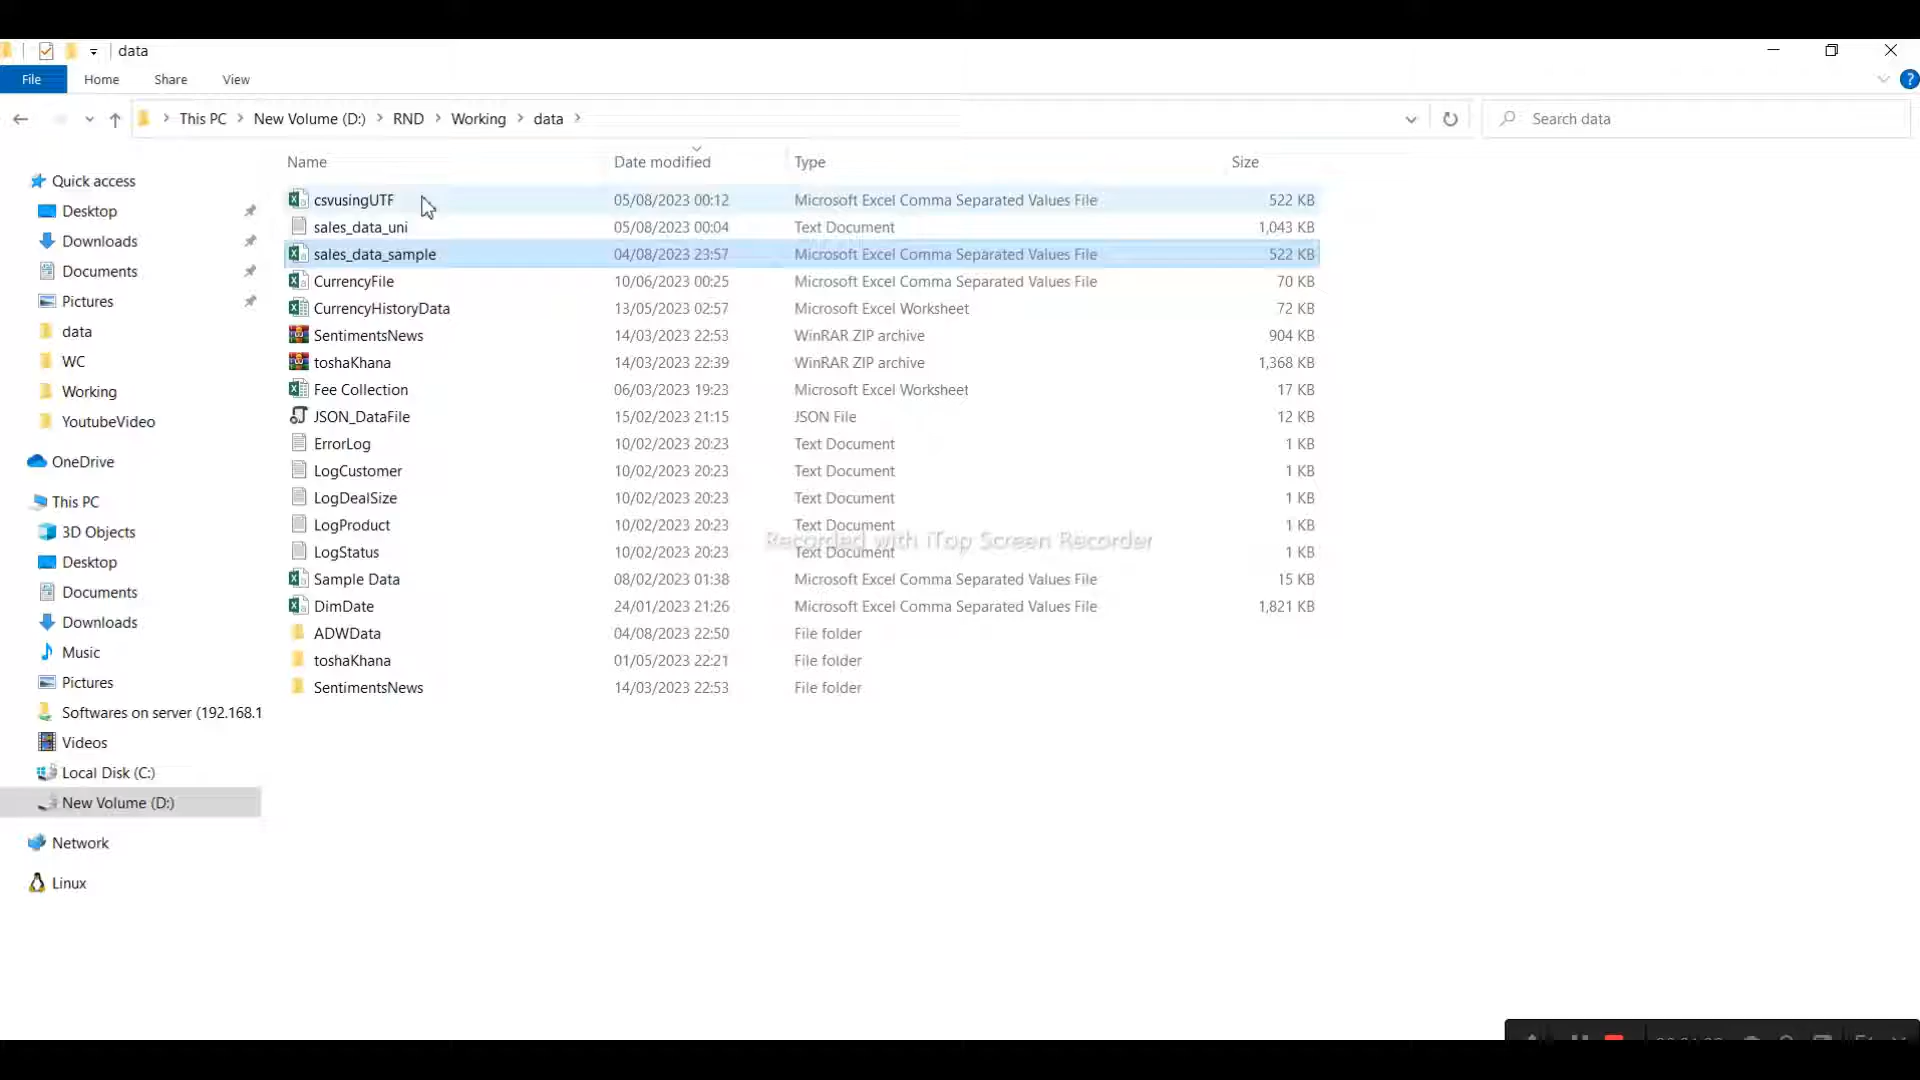 data
File Home Share View
This PC New Volume (D:) RND Working data Search data
Name Date modified Type Size
Quick access
Desktop
Downloads
Documents
Pictures
data
WC
Working
YoutubeVideo
OneDrive
This PC
3D Objects
Desktop
Documents
Downloads
Music
Pictures
Softwares on server (192.168.1
Videos
Local Disk (C:)
New Volume (D:)
Network
Linux
csvusingUTF 05/08/2023 00:12 Microsoft Excel Comma Separated Values File 522 KB
sales_data_uni 05/08/2023 00:04 Text Document 1,043 KB
sales_data_sample 04/08/2023 23:57 Microsoft Excel Comma Separated Values File 522 KB
CurrencyFile 10/06/2023 00:25 Microsoft Excel Comma Separated Values File 70 KB
CurrencyHistoryData 13/05/2023 02:57 Microsoft Excel Worksheet 72 KB
SentimentsNews 14/03/2023 22:53 WinRAR ZIP archive 904 KB
toshaKhana 14/03/2023 22:39 WinRAR ZIP archive 1,368 KB
Fee Collection 06/03/2023 19:23 Microsoft Excel Worksheet 17 KB
JSON_DataFile 15/02/2023 21:15 JSON File 12 KB
ErrorLog 10/02/2023 20:23 Text Document 1 KB
LogCustomer 10/02/2023 20:23 Text Document 1 KB
LogDealSize 10/02/2023 20:23 Text Document 1 KB
LogProduct 10/02/2023 20:23 Text Document 1 KB
Recorded with iTop Screen Recorder
LogStatus 10/02/2023 20:23 Text Document 1 KB
Sample Data 08/02/2023 01:38 Microsoft Excel Comma Separated Values File 15 KB
DimDate 24/01/2023 21:26 Microsoft Excel Comma Separated Values File 1,821 KB
ADWData 04/08/2023 22:50 File folder
toshaKhana 01/05/2023 22:21 File folder
SentimentsNews 14/03/2023 22:53 File folder